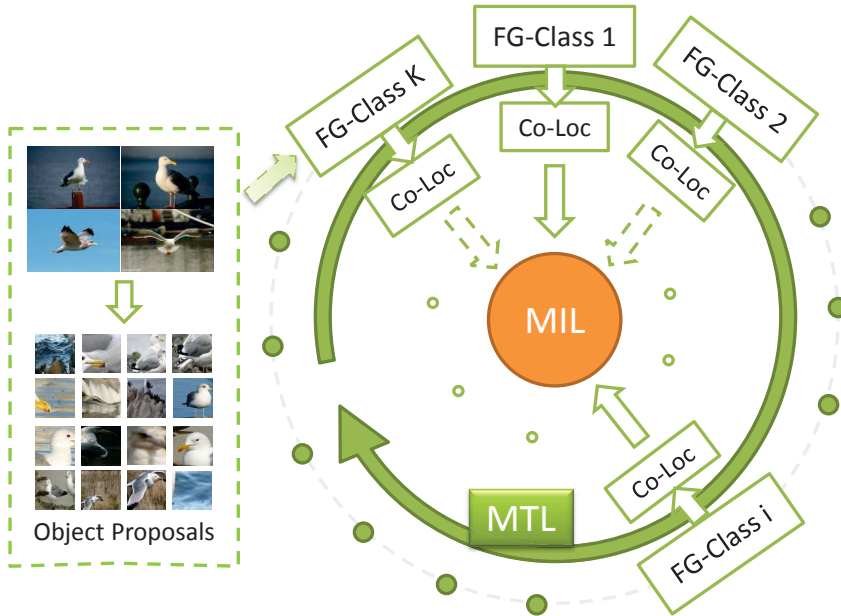 FG-Class 1
FG-Class K
FG-Class 2
Co-Loc
Co-Loc
Co-Loc
MIL
Co-Loc
MTL
FG-Class i
Object Proposals